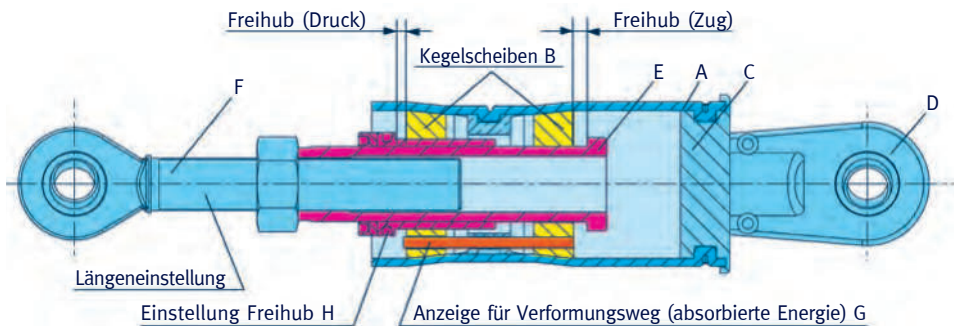 Freihub (Druck)
Freihub (Zug)
Kegelscheiben B
F
E
A
C
D
Längeneinstellung
Einstellung Freihub H
Anzeige für Verformungsweg (absorbierte Energie) G